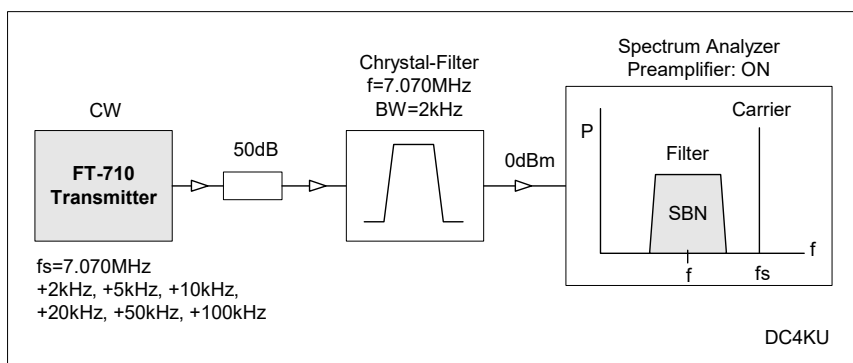 CW
FT-710
Transmitter
fs=7.070MHz
+2kHz, +5kHz, +10kHz,
+20kHz, +50kHz, +100kHz
50dB
Chrystal-Filter
f=7.070MHz
BW=2kHz
0dBm
Spectrum Analyzer
Preamplifier: ON
P
Carrier
Filter
SBN
f
f
fs
DC4KU